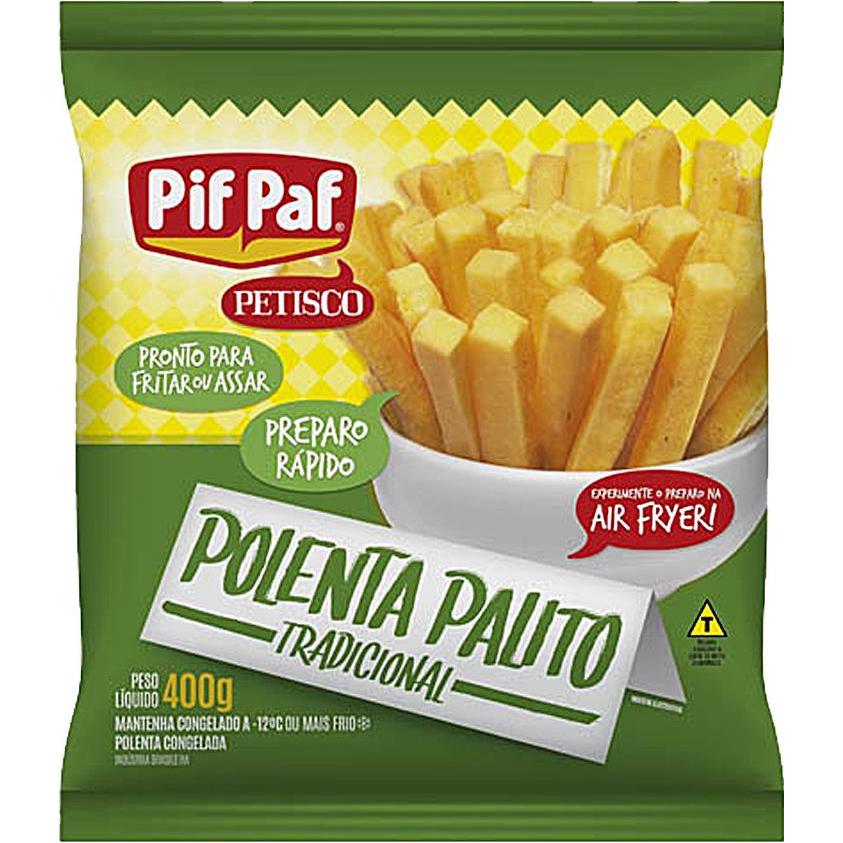 Pif Paf®
PETISCO
PRONTO PARA
FRITAR OU ASSAR
PREPARO
RÁPIDO
EXPERIMENTE O PREPARO NA
AIR FRYER!
POLENTA PALITO
TRADICIONAL
T
PESO
LÍQUIDO 400g
MANTENHA CONGELADO A -12ºC OU MAIS FRIO
POLENTA CONGELADA
INDÚSTRIA BRASILEIRA